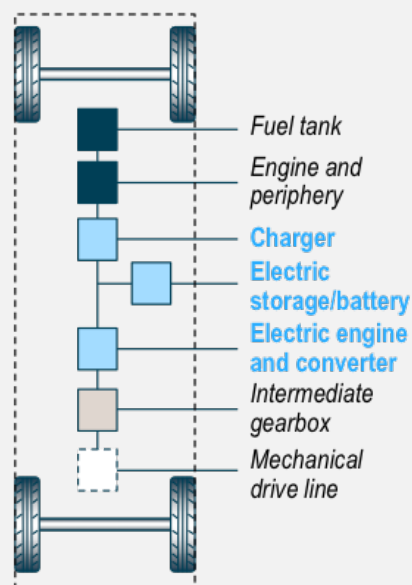 Fuel tank
Engine and
periphery
Charger
Electric
storage/battery
Electric engine
and converter
Intermediate
gearbox
Mechanical
drive line